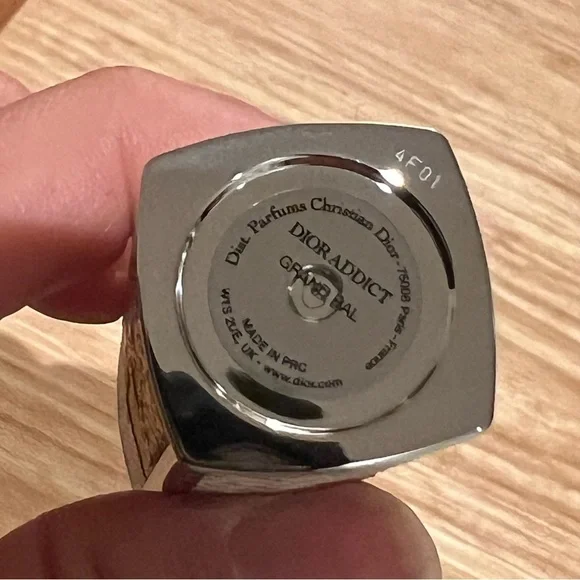 4F01
Dist. Parfums Christian Dior - 75008 Paris - France
DIOR ADDICT
GRAND BAL
MADE IN PRC
W1S 2UE, UK - www.dior.com